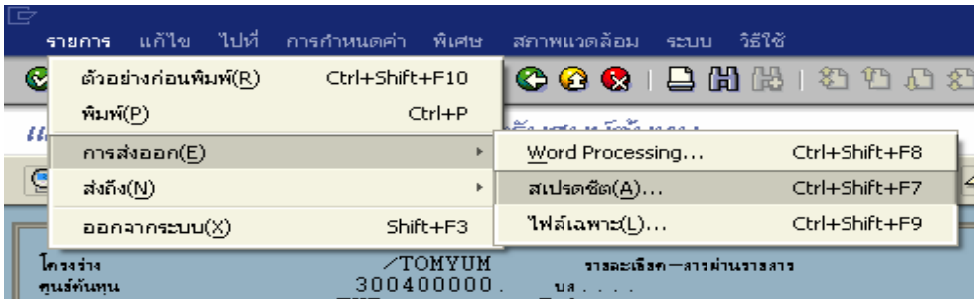 รายการ แก้ไข ไปที่ การกำหนดค่า พิเศษ สภาพแวดล้อม ระบบ วิธีใช้
ตัวอย่างก่อนพิมพ์(R) Ctrl+Shift+F10
พิมพ์(P) Ctrl+P
การส่งออก(E)
Word Processing... Ctrl+Shift+F8
ส่งถึง(N)
สเปรดชีต(A)... Ctrl+Shift+F7
ออกจากระบบ(X) Shift+F3
ไฟล์เฉพาะ(L)... Ctrl+Shift+F9
โครงร่าง /TOMYUM รายละเอียด-สารผ่านรายสาร
ศูนย์ต้นทุน 300400000. บส....